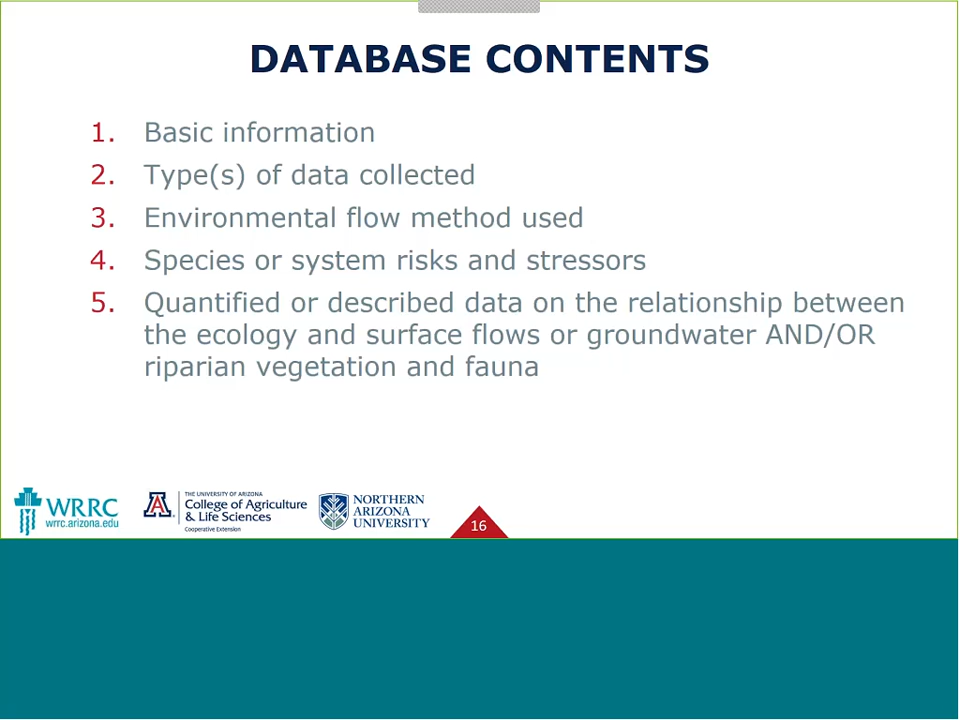 DATABASE CONTENTS
1. Basic information
2. Type(s) of data collected
3. Environmental flow method used
4. Species or system risks and stressors
5. Quantified or described data on the relationship between
the ecology and surface flows or groundwater AND/OR
riparian vegetation and fauna
WRRC
wrrc.arizona.edu
A
THE UNIVERSITY OF ARIZONA
College of Agriculture
& Life Sciences
Cooperative Extension
NORTHERN
ARIZONA
UNIVERSITY
16